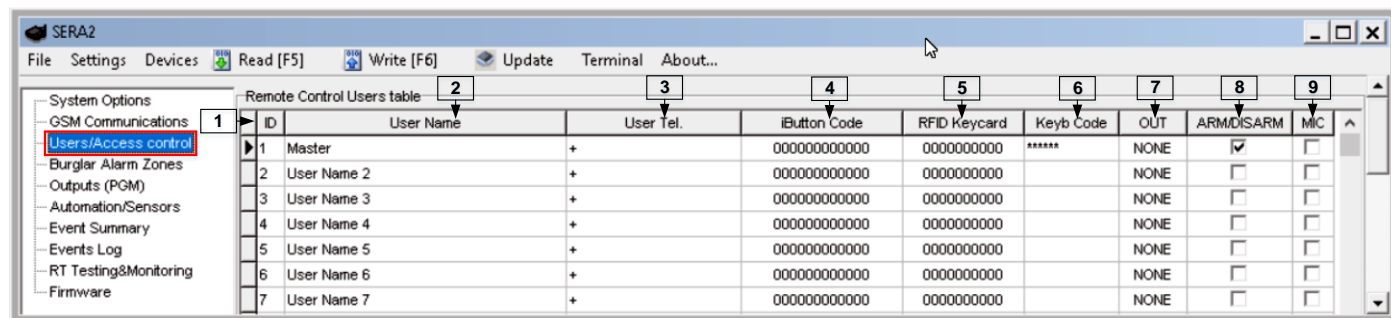 SERA2
File Settings Devices Read [F5] Write [F6] Update Terminal About...
System Options
GSM Communications
Users/Access control
Burglar Alarm Zones
Outputs (PGM)
Automation/Sensors
Event Summary
Events Log
RT Testing&Monitoring
Firmware
Remote Control Users table
1 2 3 4 5 6 7 8 9
ID User Name User Tel. iButton Code RFID Keycard Keyb Code OUT ARM/DISARM MIC
1 Master + 000000000000 0000000000 ****** NONE
2 User Name 2 + 000000000000 0000000000 NONE
3 User Name 3 + 000000000000 0000000000 NONE
4 User Name 4 + 000000000000 0000000000 NONE
5 User Name 5 + 000000000000 0000000000 NONE
6 User Name 6 + 000000000000 0000000000 NONE
7 User Name 7 + 000000000000 0000000000 NONE